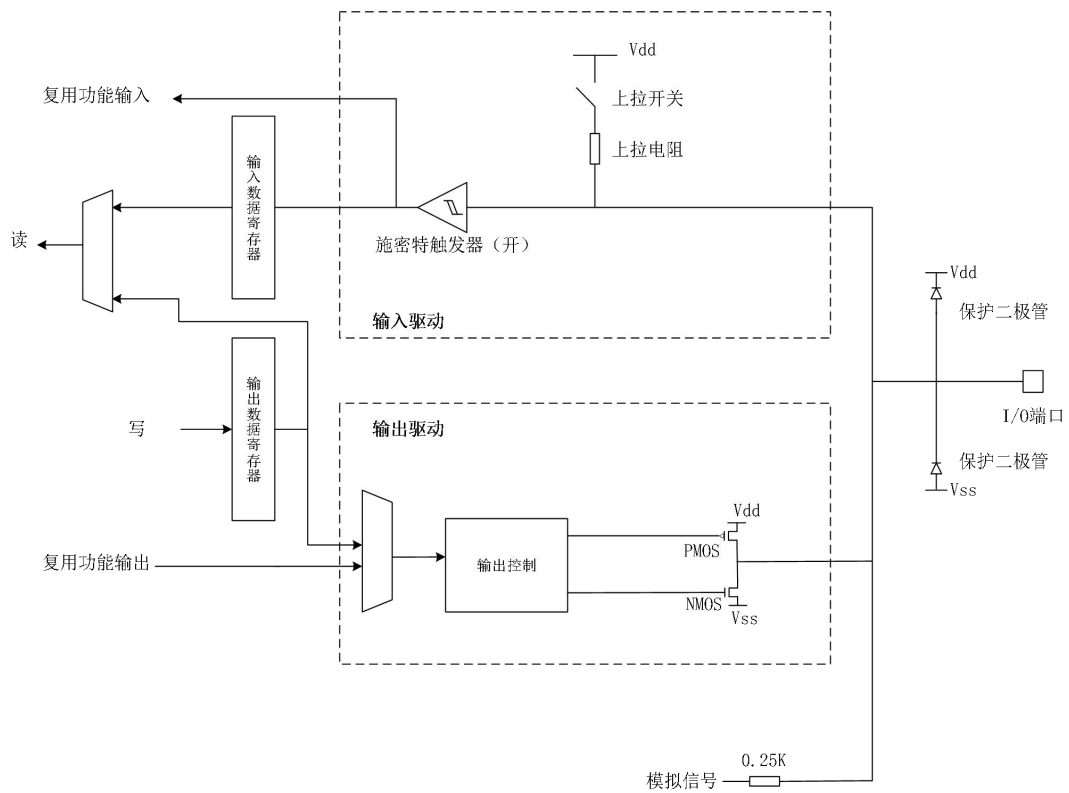 Vdd
复用功能输入
上拉开关
上拉电阻
输入数据寄存器
读
施密特触发器（开）
Vdd
保护二极管
输入驱动
I/O端口
输出数据寄存器
写
输出驱动
保护二极管
Vss
Vdd
PMOS
复用功能输出
输出控制
NMOS
Vss
0.25K
模拟信号